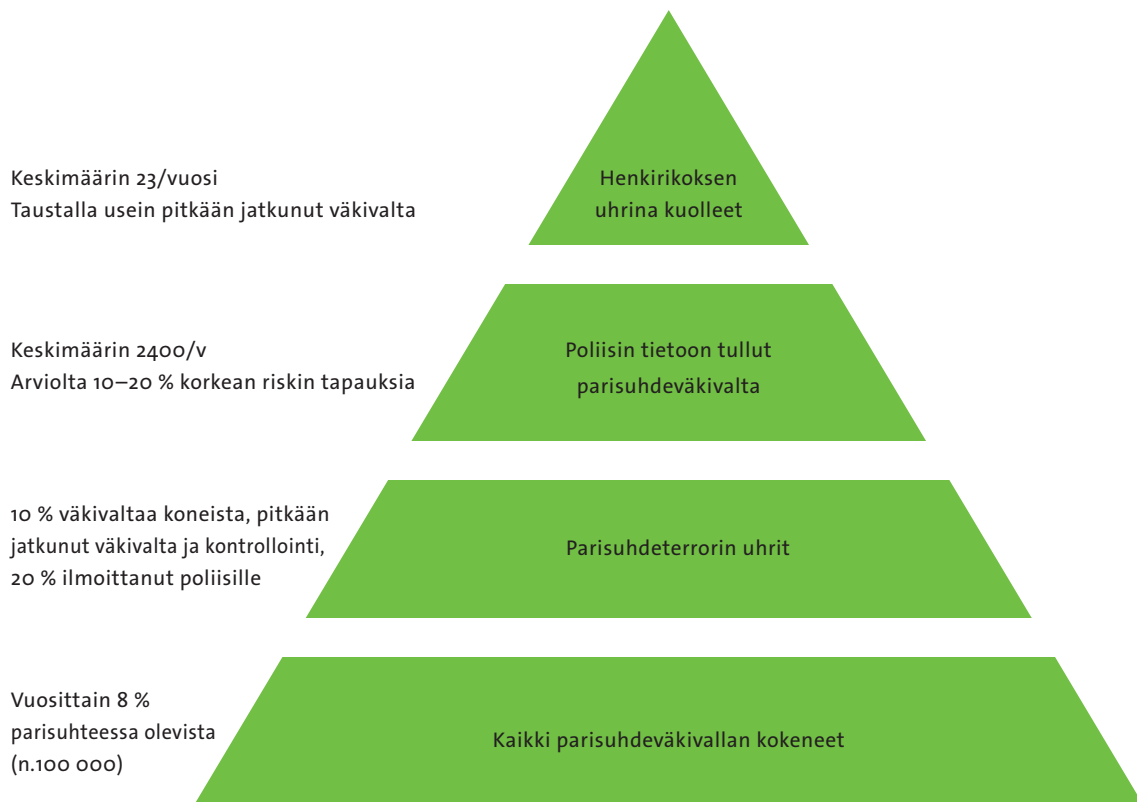 Keskimäärin 23/vuosi
Taustalla usein pitkään jatkunut väkivalta
Henkirikoksen
uhrina kuolleet
Keskimäärin 2400/v
Arviolta 10–20 % korkean riskin tapauksia
Poliisin tietoon tullut
parisuhdeväkivalta
10 % väkivaltaa koneista, pitkään
jatkunut väkivalta ja kontrollointi,
20 % ilmoittanut poliisille
Parisuhdeterrorin uhrit
Vuosittain 8 %
parisuhteessa olevista
(n.100 000)
Kaikki parisuhdeväkivallan kokeneet